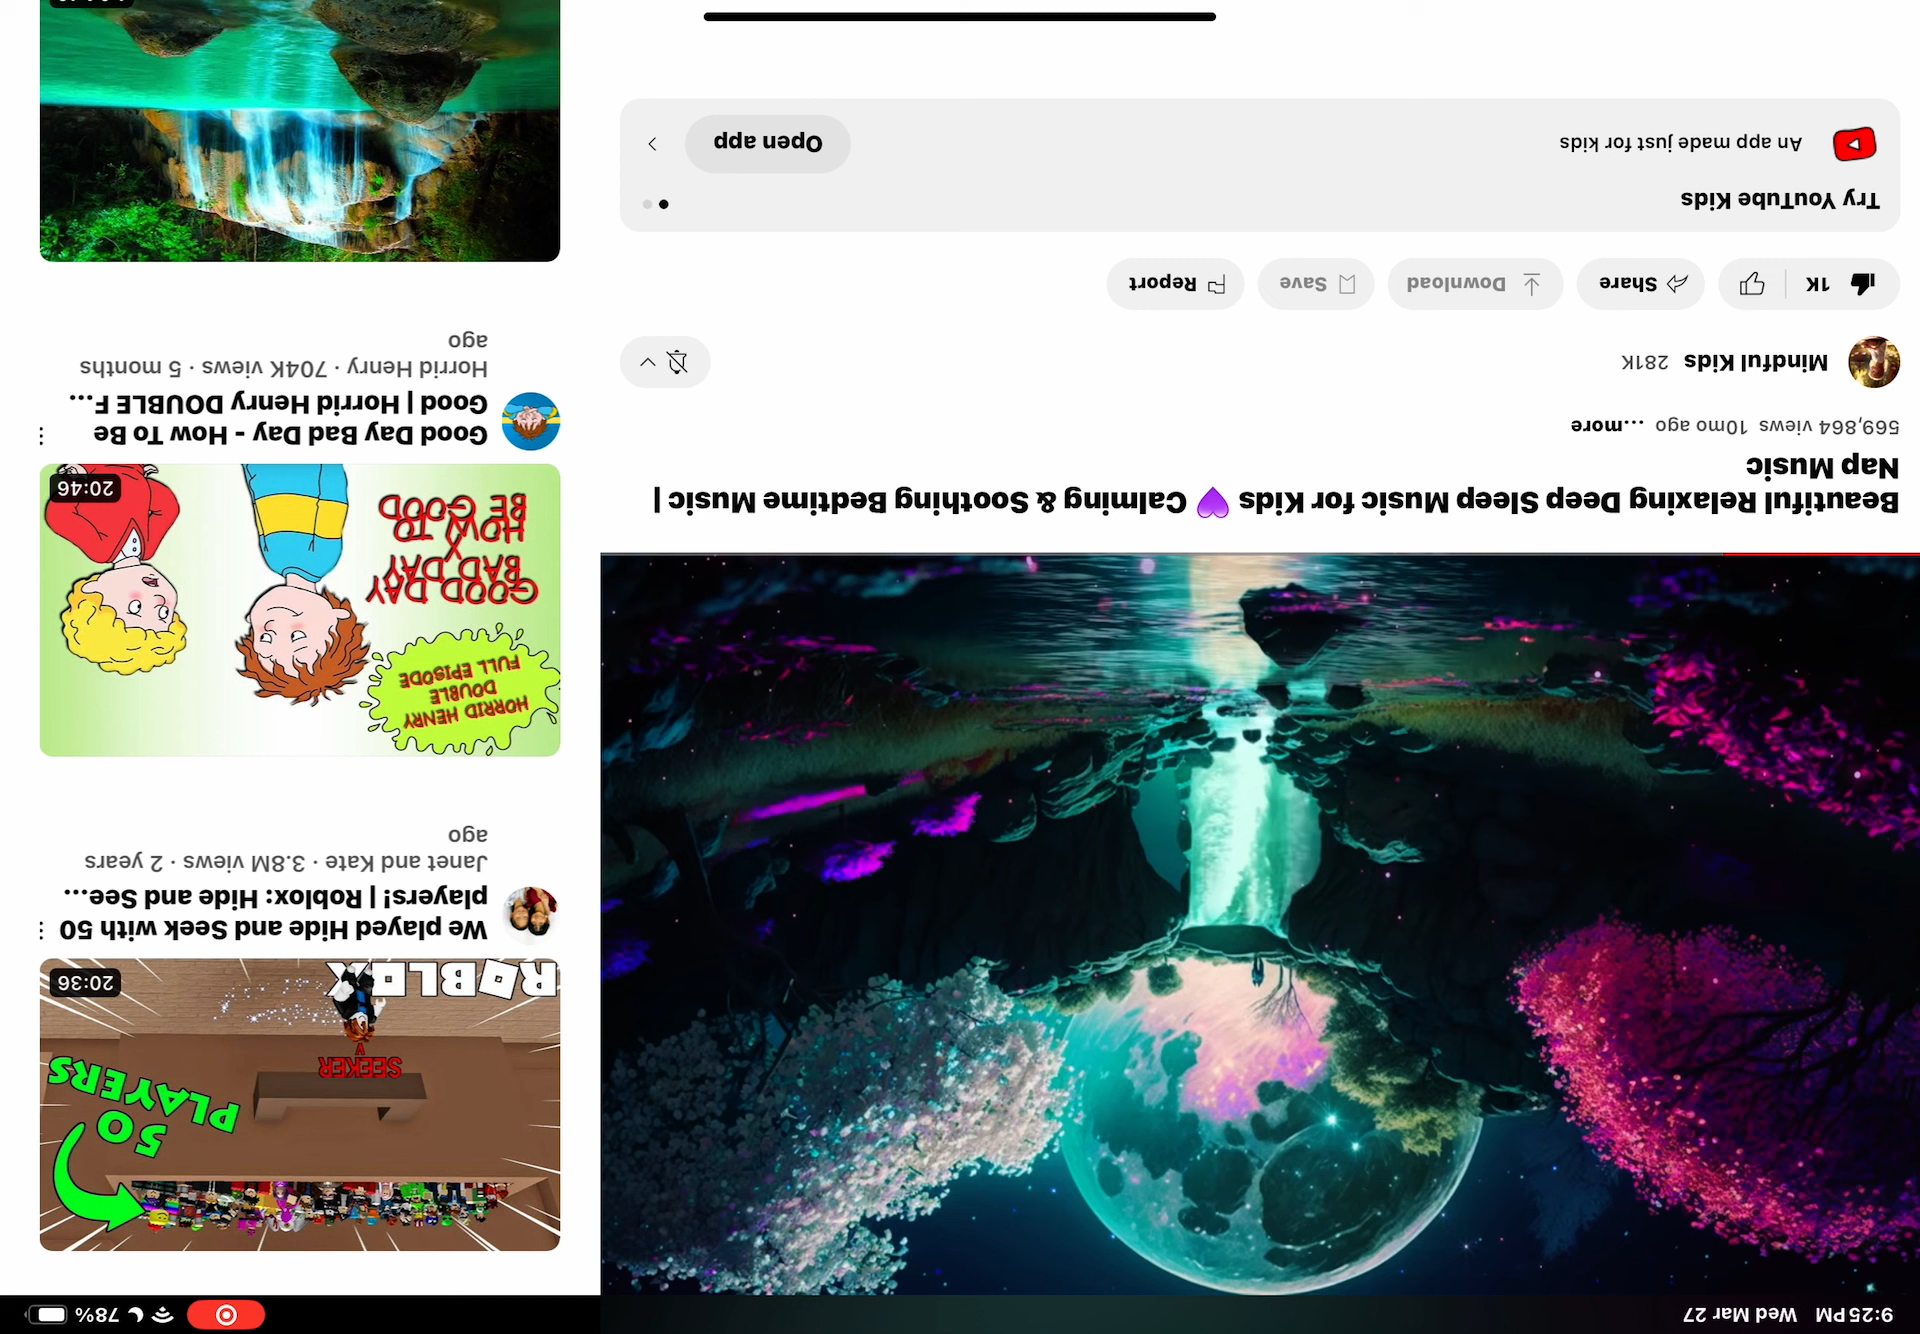 9:25 PM Wed Mar 27
78%
Beautiful Relaxing Deep Sleep Music for Kids 💜 Calming & Soothing Bedtime Music |
Nap Music
569,864 views 10mo ago ...more
Mindful Kids 281K
1K
Share
Download
Save
Report
Try YouTube Kids
An app made just for kids
Open app
50
PLAYERS
SEEKER
ROBLOX
20:36
We played Hide and Seek with 50
players! | Roblox: Hide and See...
Janet and Kate · 3.8M views · 2 years
ago
HORRID HENRY
DOUBLE
FULL EPISODE
GOOD DAY
BAD DAY
X
HOW TO
BE GOOD
20:46
Good Day Bad Day - How To Be
Good | Horrid Henry DOUBLE F...
Horrid Henry · 704K views · 5 months
ago